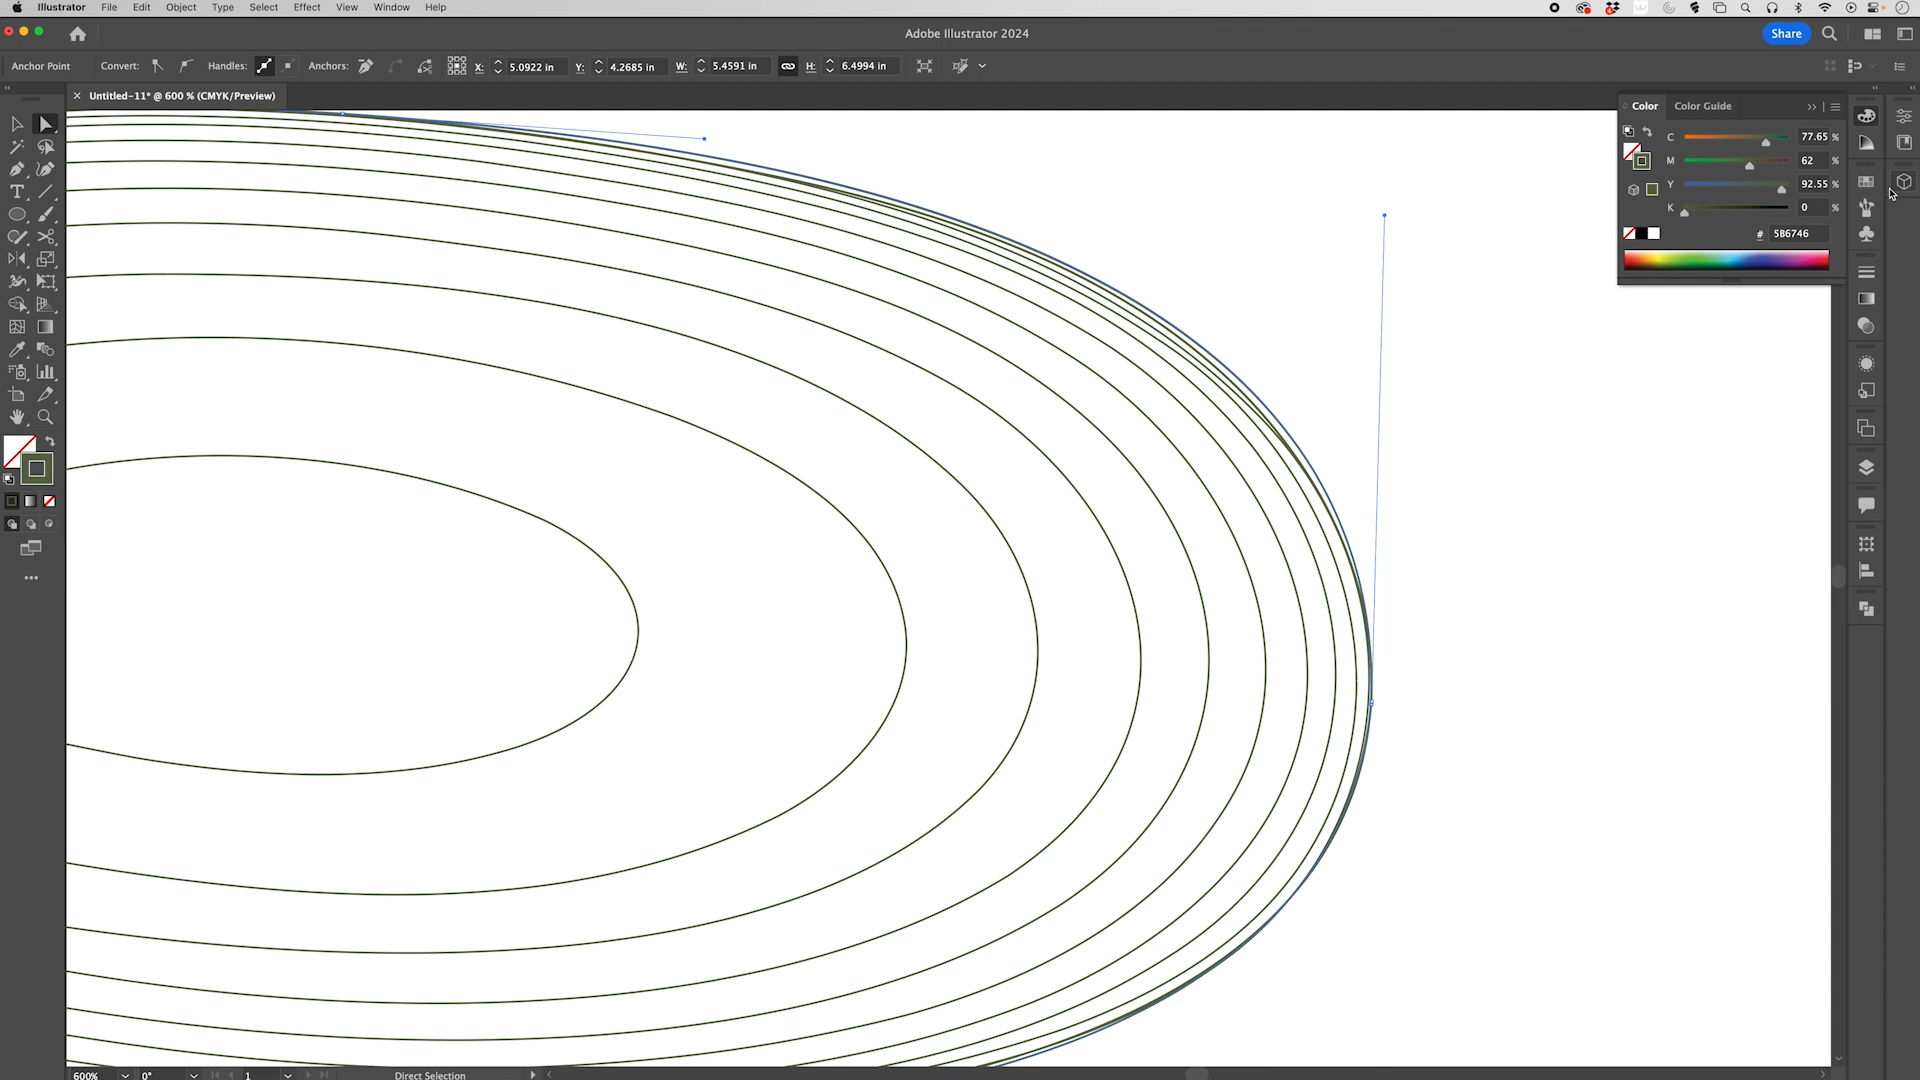 Illustrator File Edit Object Type Select Effect View Window Help
Adobe Illustrator 2024
Share
Anchor Point Convert: Handles: Anchors: X: 5.0922 in Y: 4.2685 in W: 5.4591 in H: 6.4994 in
× Untitled-11* @ 600 % (CMYK/Preview)
Color Color Guide
C 77.65 %
M 62 %
Y 92.55 %
K 0 %
# 5B6746
600% 0° 1 Direct Selection